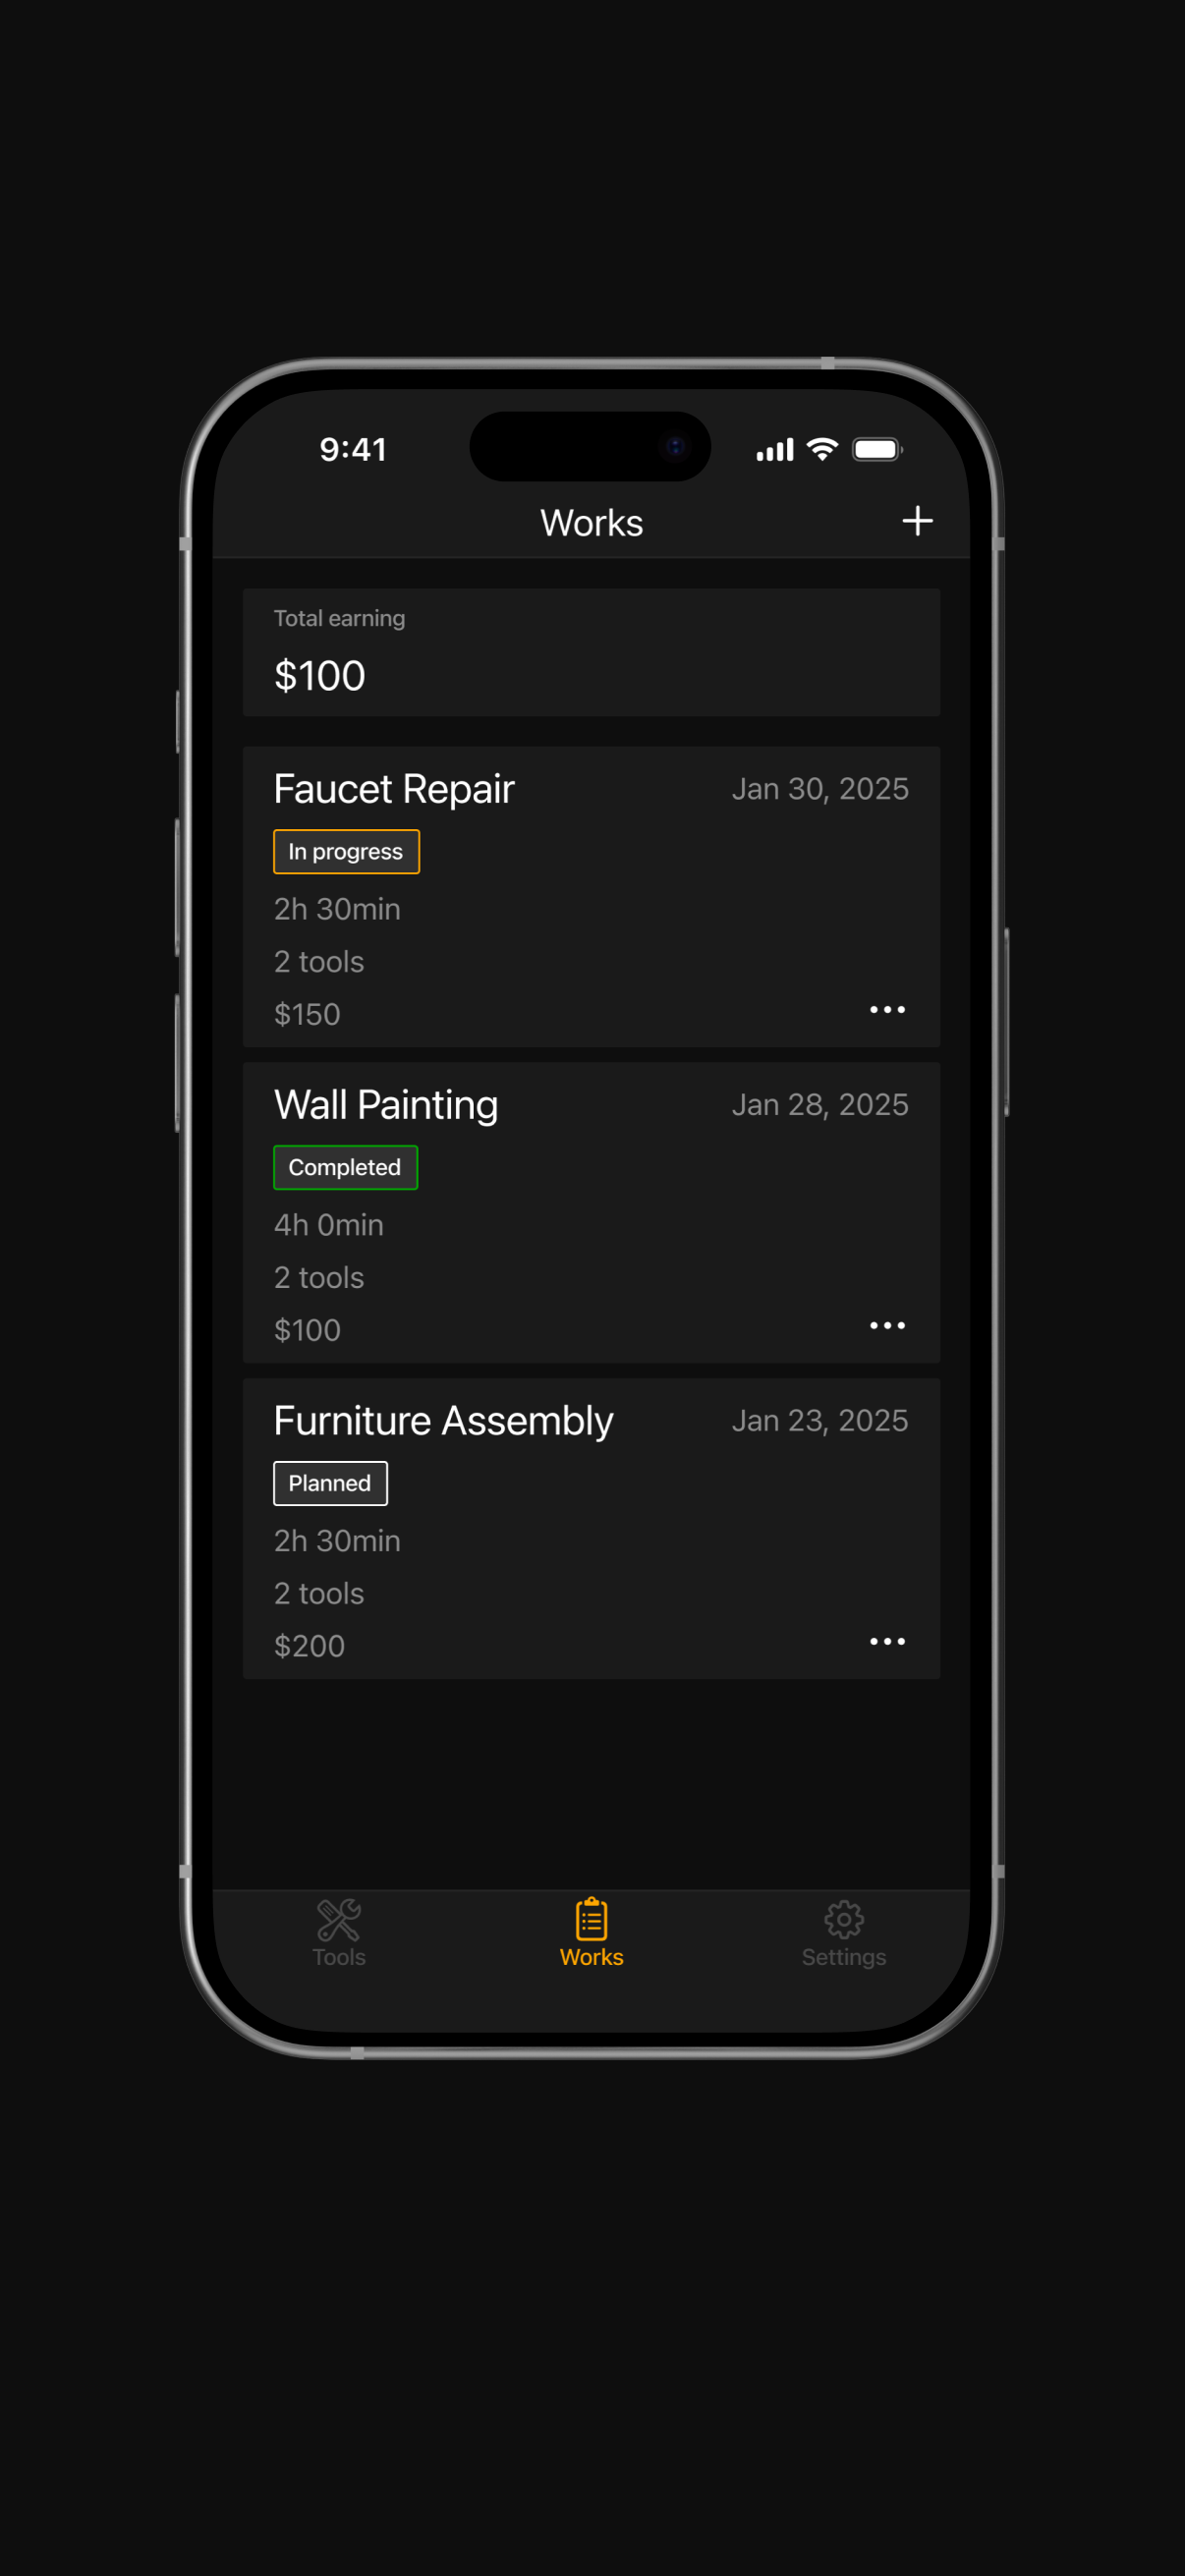 9:41
Works
Total earning
$100
Faucet Repair
Jan 30, 2025
In progress
2h 30min
2 tools
$150
Wall Painting
Jan 28, 2025
Completed
4h 0min
2 tools
$100
Furniture Assembly
Jan 23, 2025
Planned
2h 30min
2 tools
$200
Tools
Works
Settings